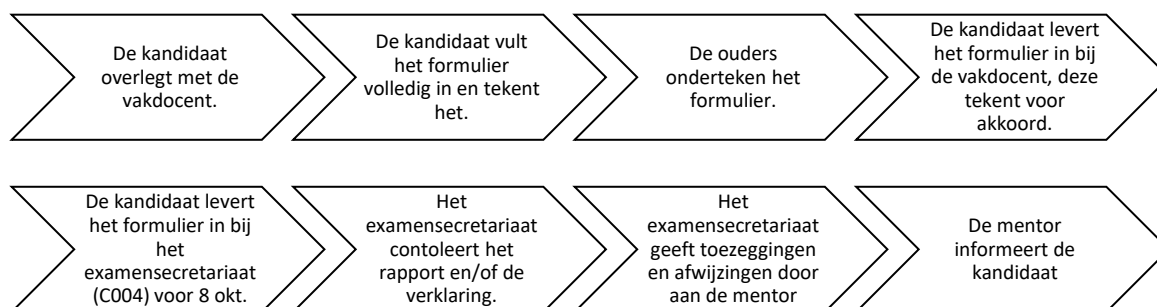 De kandidaat
overlegt met de
vakdocent.
De kandidaat vult
het formulier
volledig in en tekent
het.
De ouders
onderteken het
formulier.
De kandidaat levert
het formulier in bij
de vakdocent, deze
tekent voor
akkoord.
De kandidaat levert
het formulier in bij
het
examensecretariaat
(C004) voor 8 okt.
Het
examensecretariaat
contoleert het
rapport en/of de
verklaring.
Het
examensecretariaat
geeft toezeggingen
en afwijzingen door
aan de mentor
De mentor
informeert de
kandidaat